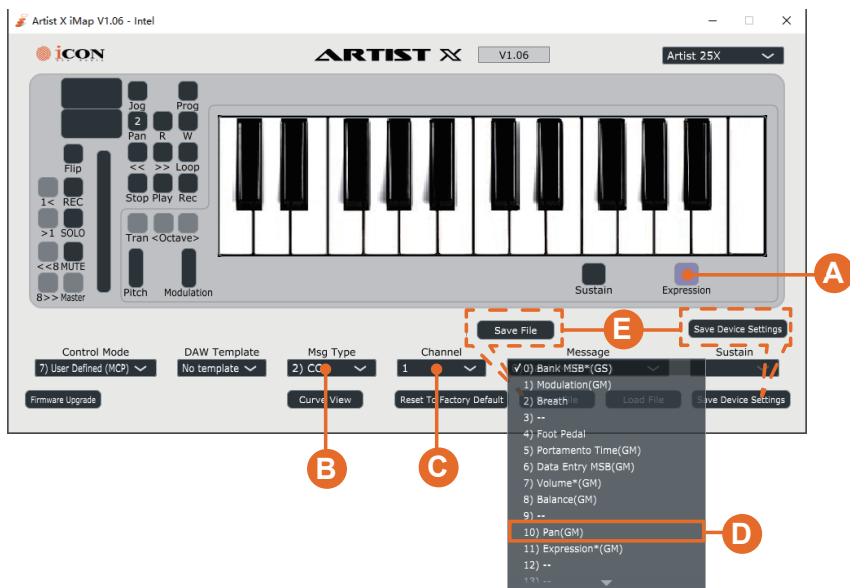 Artist X iMap V1.06 - Intel
iCON
ARTIST X
V1.06
Artist 25X
Jog
Prog
2
Pan
R
W
Flip
<<
>>
Loop
1<
REC
Stop
Play
Rec
>1
SOLO
Tran
<Octave>
<<8
MUTE
8>>
Master
Pitch
Modulation
Sustain
Expression
A
Save File
E
Save Device Settings
Control Mode
DAW Template
Msg Type
Channel
Message
Sustain
7) User Defined (MCP)
No template
2) CC
1
✓ 0) Bank MSB*(GS)
Firmware Upgrade
Curve View
Reset To Factory Default
Load File
Save Device Settings
1) Modulation(GM)
2) Breath
3) --
4) Foot Pedal
5) Portamento Time(GM)
6) Data Entry MSB(GM)
7) Volume*(GM)
8) Balance(GM)
9) --
10) Pan(GM)
11) Expression*(GM)
12) --
13) --
B
C
D